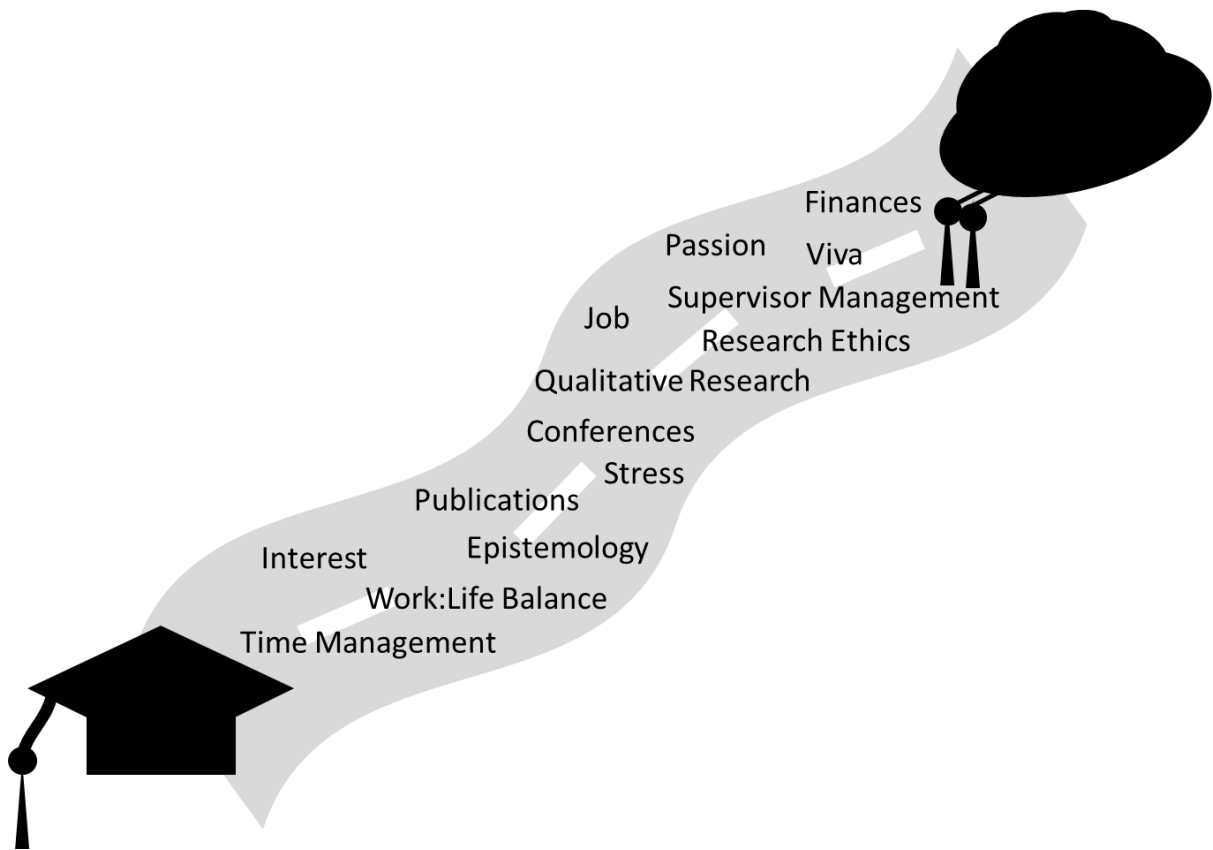 Finances
Passion
Viva
Supervisor Management
Job
Research Ethics
Qualitative Research
Conferences
Stress
Publications
Epistemology
Interest
Work:Life Balance
Time Management